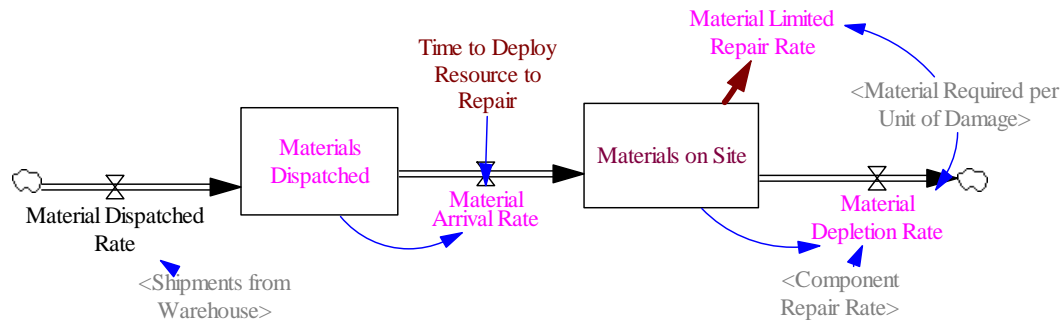 Material Limited
Repair Rate
Time to Deploy
Resource to
Repair
<Material Required per
Unit of Damage>
Materials
Dispatched
Materials on Site
Material Dispatched
Rate
Material
Arrival Rate
Material
Depletion Rate
<Shipments from
Warehouse>
<Component
Repair Rate>